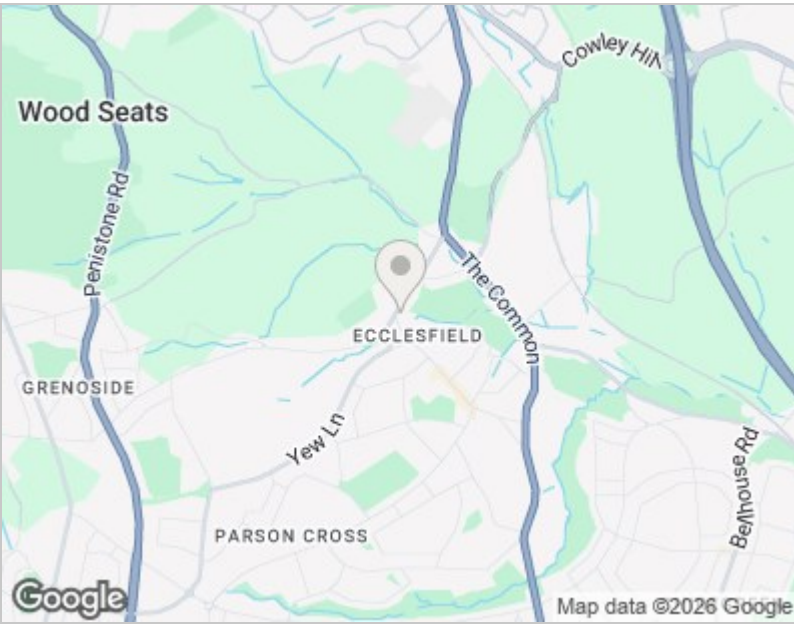 Cowley Hill
Wood Seats
Penistone Rd
The Common
ECCLESFIELD
GRENOSIDE
Yew Ln
Bellhouse Rd
PARSON CROSS
Google
Map data ©2026 Google